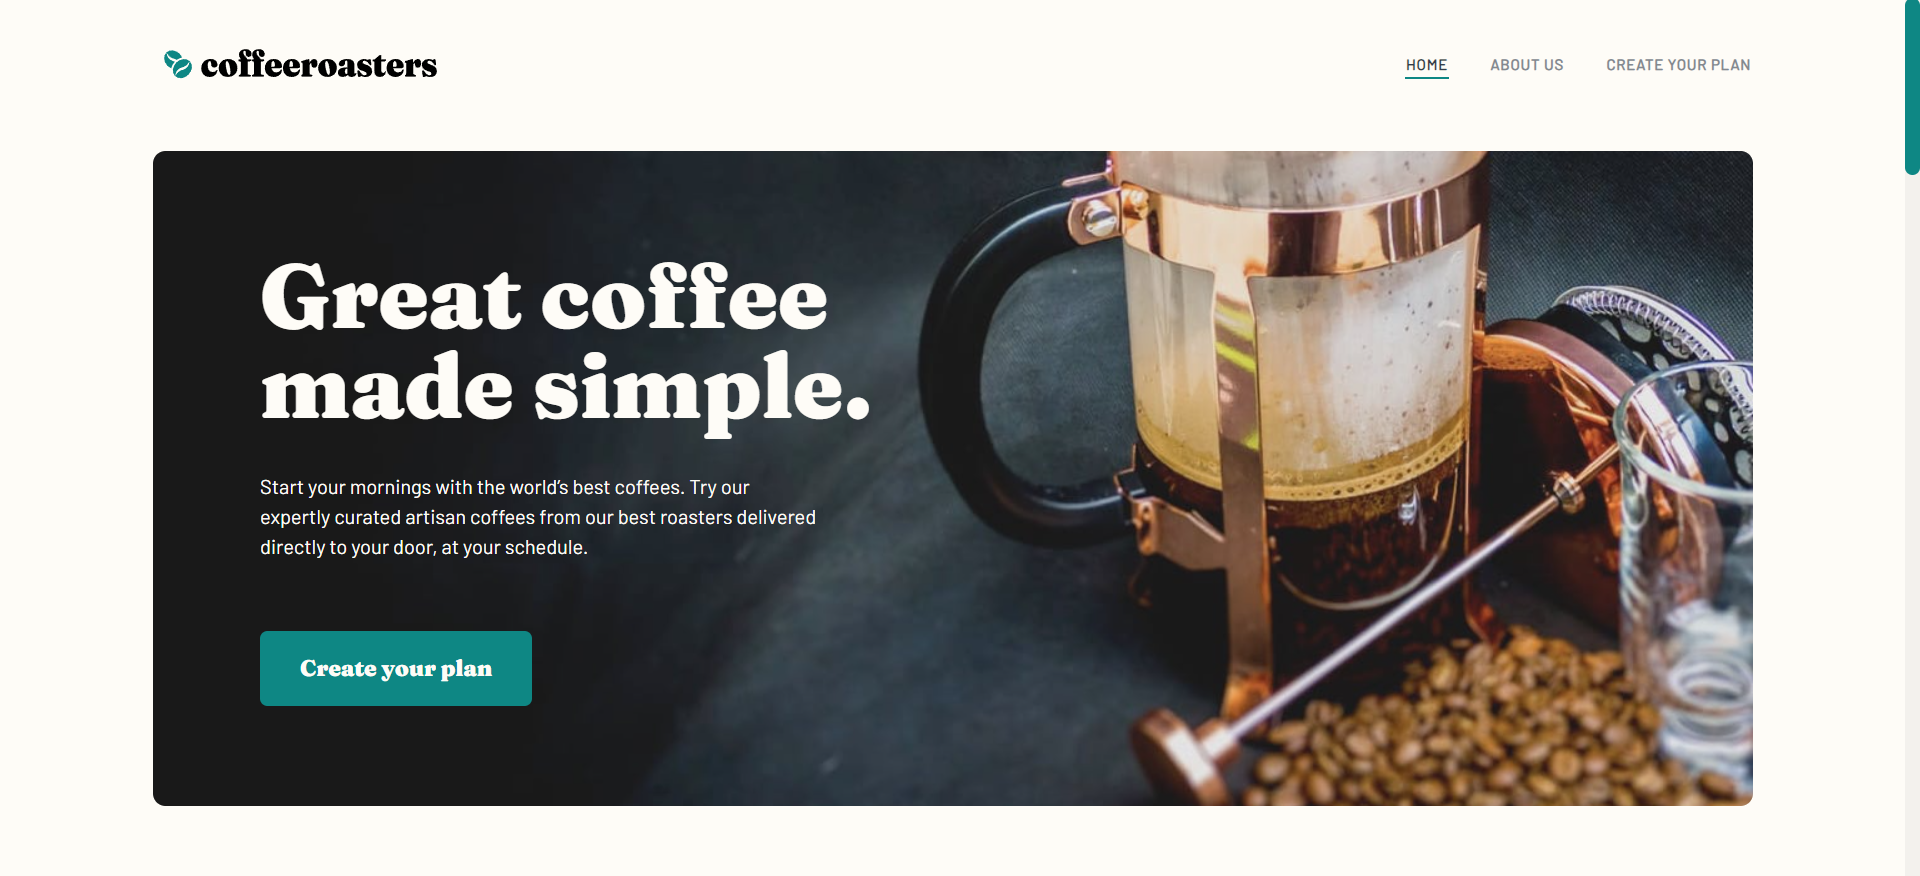 coffeeroasters
HOME
ABOUT US
CREATE YOUR PLAN
Great coffee
made simple.
Start your mornings with the world’s best coffees. Try our
expertly curated artisan coffees from our best roasters delivered
directly to your door, at your schedule.
Create your plan